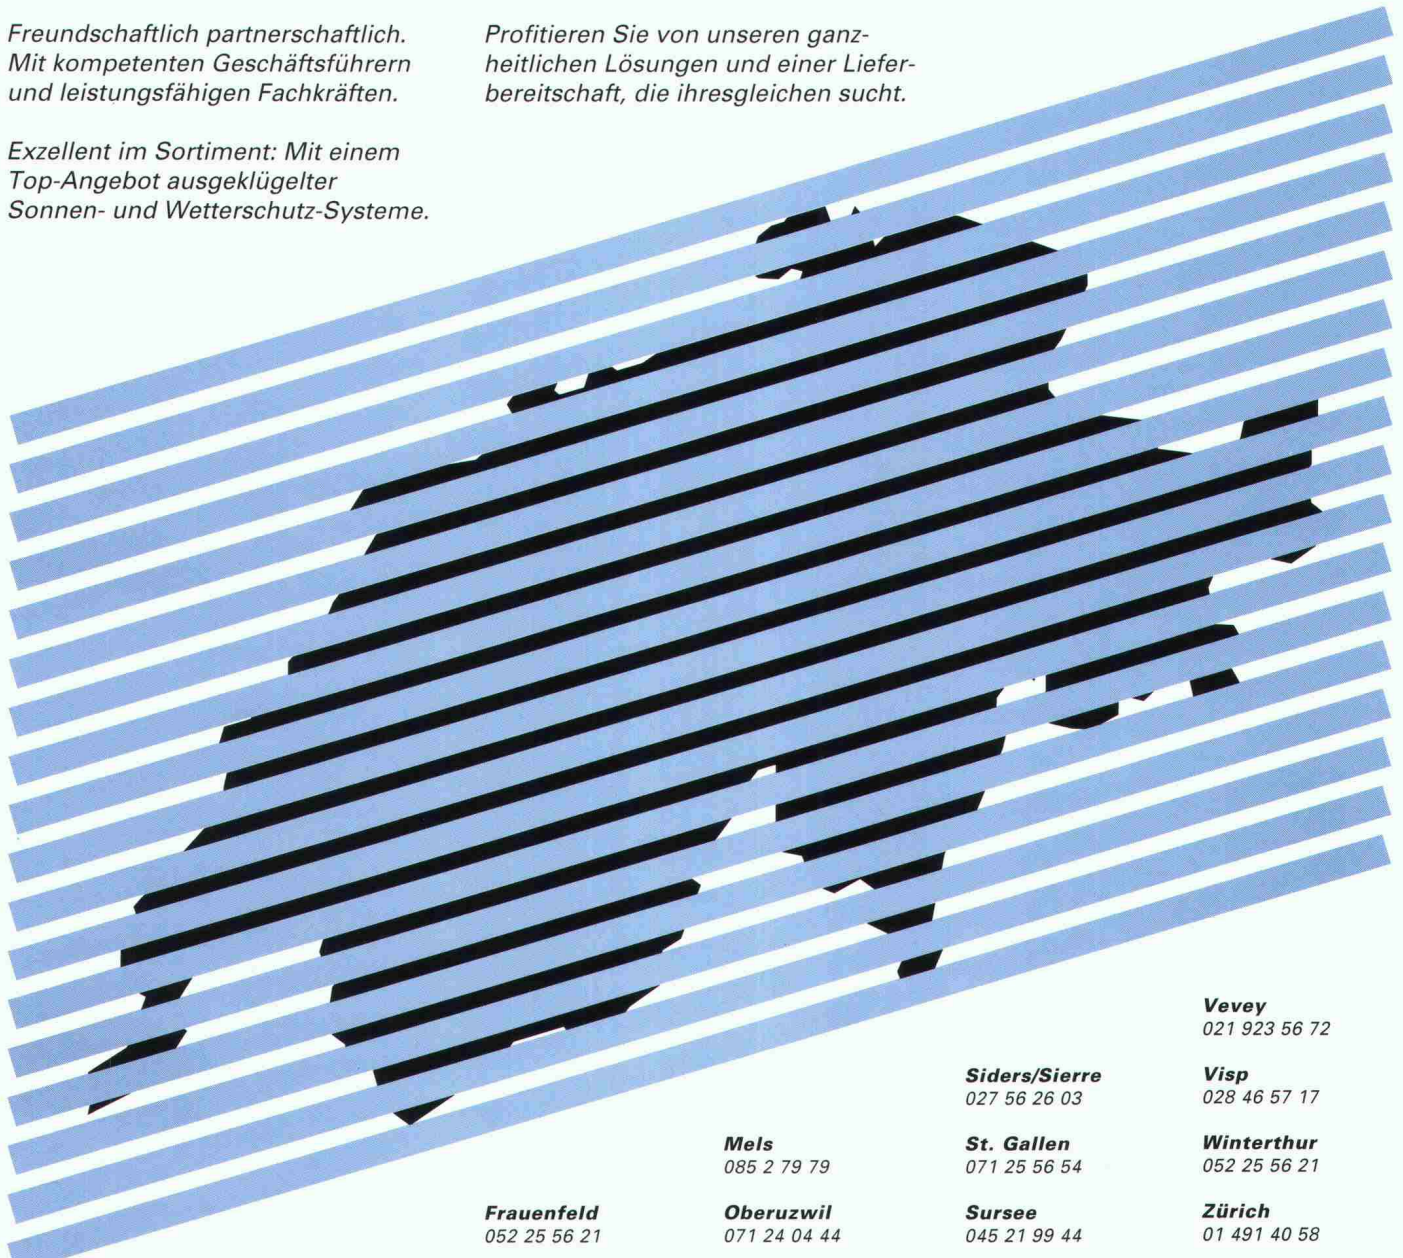 Freundschaftlich partnerschaftlich.
Mit kompetenten Geschäftsführern
und leistungsfähigen Fachkräften.
Exzellent im Sortiment: Mit einem
Top-Angebot ausgeklügelter
Sonnen- und Wetterschutz-Systeme.
Profitieren Sie von unseren ganz-
heitlichen Lösungen und einer Liefer-
bereitschaft, die ihresgleichen sucht.
Frauenfeld
052 25 56 21
Mels
085 2 79 79
Oberuzwil
071 24 04 44
Siders/Sierre
027 56 26 03
St. Gallen
071 25 56 54
Sursee
045 21 99 44
Vevey
021 923 56 72
Visp
028 46 57 17
Winterthur
052 25 56 21
Zürich
01 491 40 58